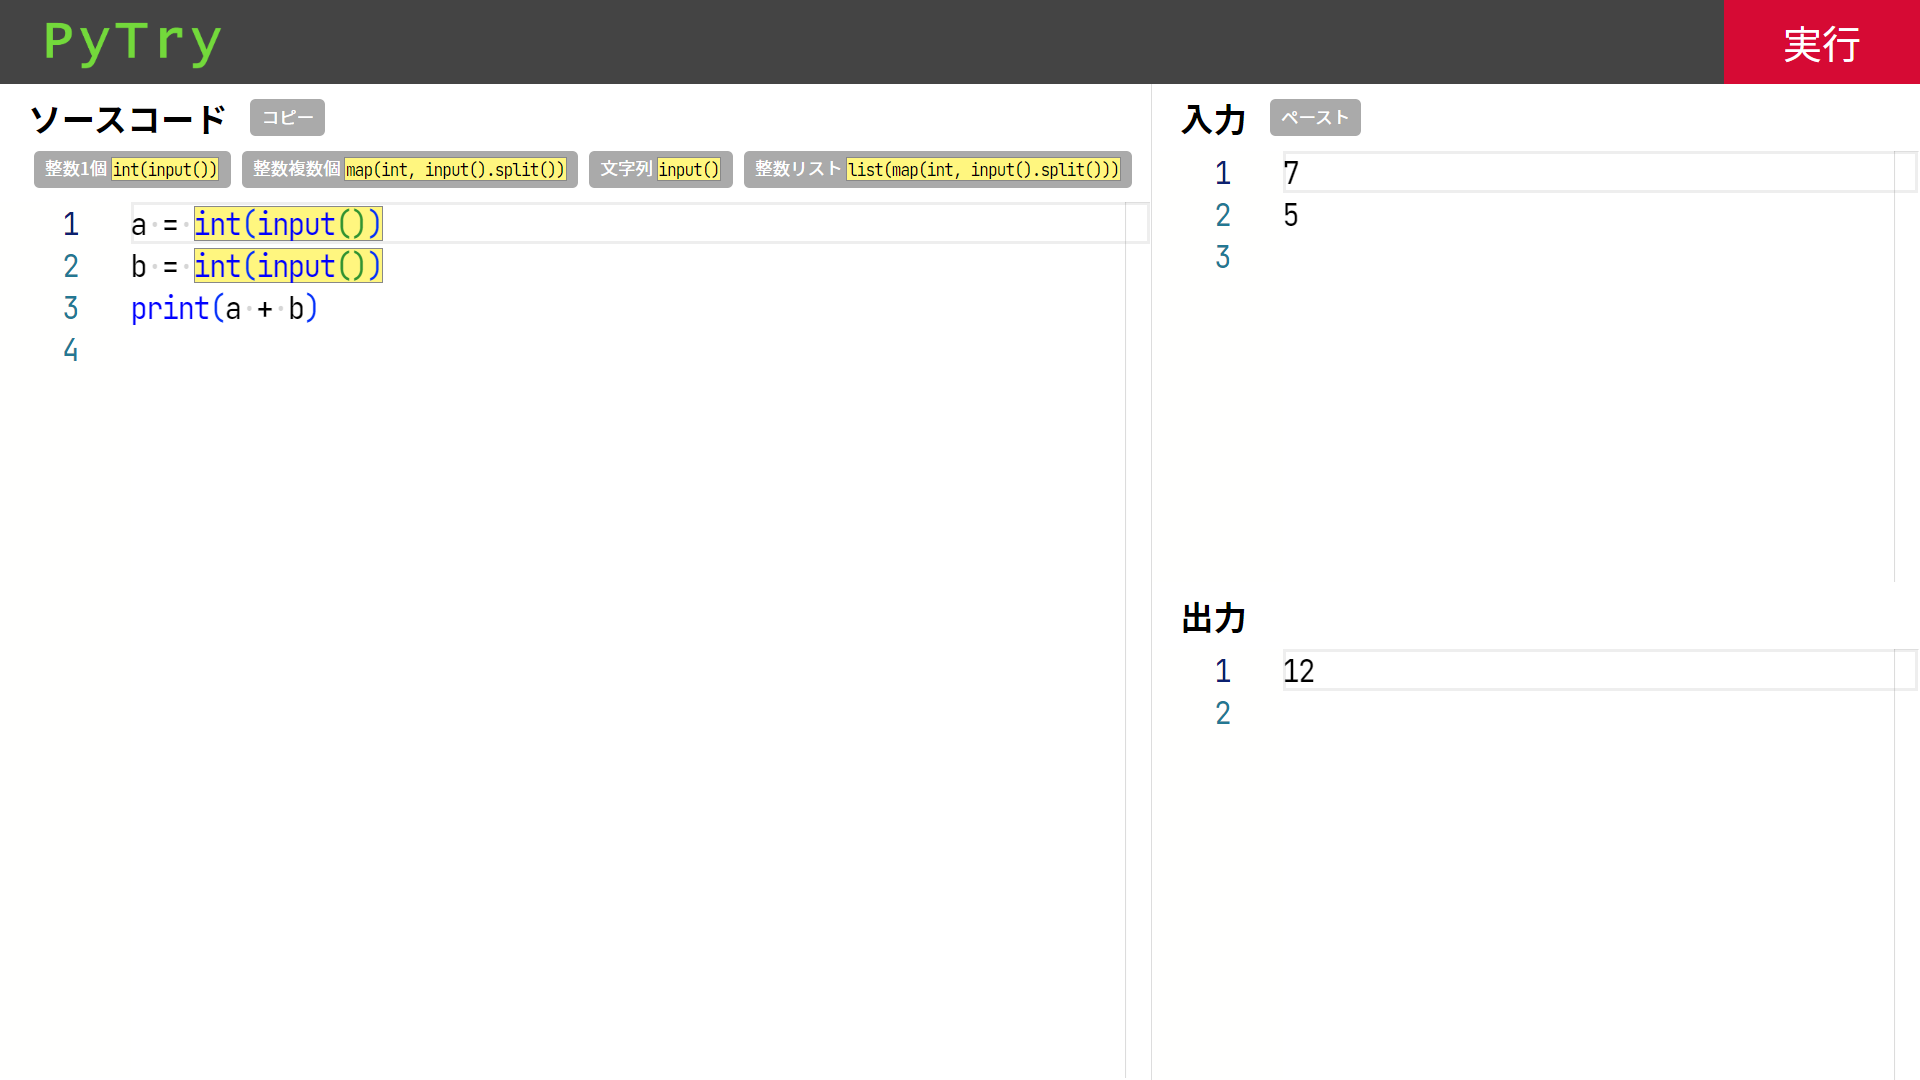 PyTry
実行
ソースコード コピー
整数1個 int(input()) 整数複数個 map(int, input().split()) 文字列 input() 整数リスト list(map(int, input().split()))
1 a = int(input())
2 b = int(input())
3 print(a + b)
4
入力 ペースト
1 7
2 5
3
出力
1 12
2